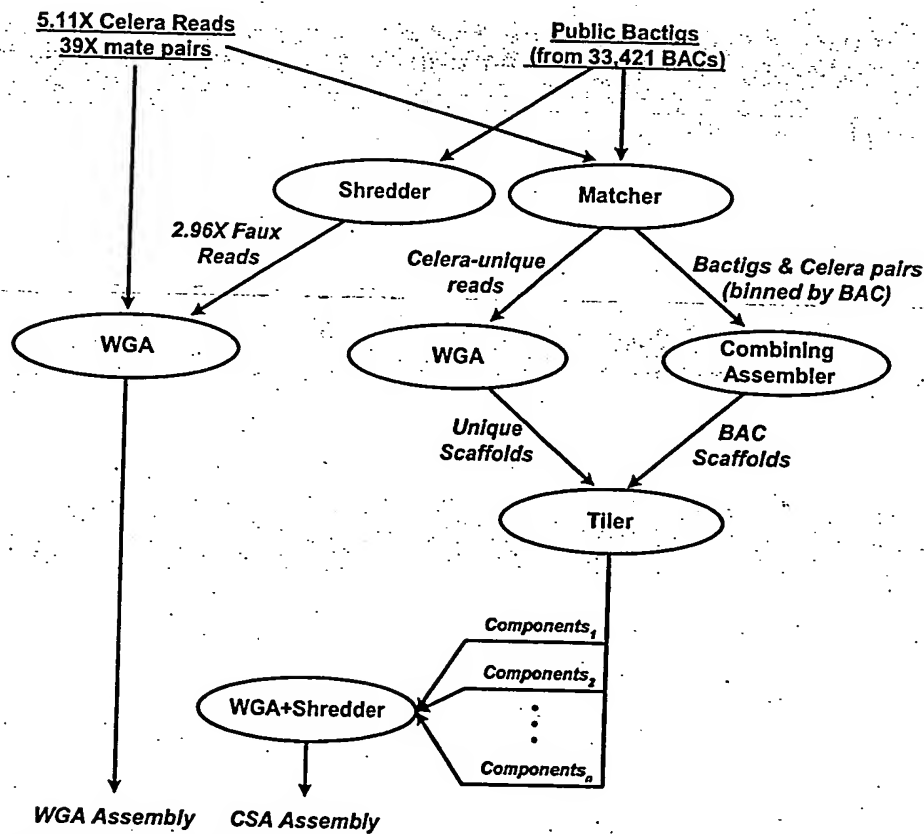 5.11X Celera Reads
39X mate pairs
Public Bactigs
(from 33,421 BACs)
Shredder
Matcher
2.96X Faux
Reads
Celera-unique
reads
Bactigs & Celera pairs
(binned by BAC)
WGA
WGA
Combining
Assembler
Unique
Scaffolds
BAC
Scaffolds
Tiler
Components₁
Components₂
WGA+Shredder
Componentsₙ
WGA Assembly
CSA Assembly